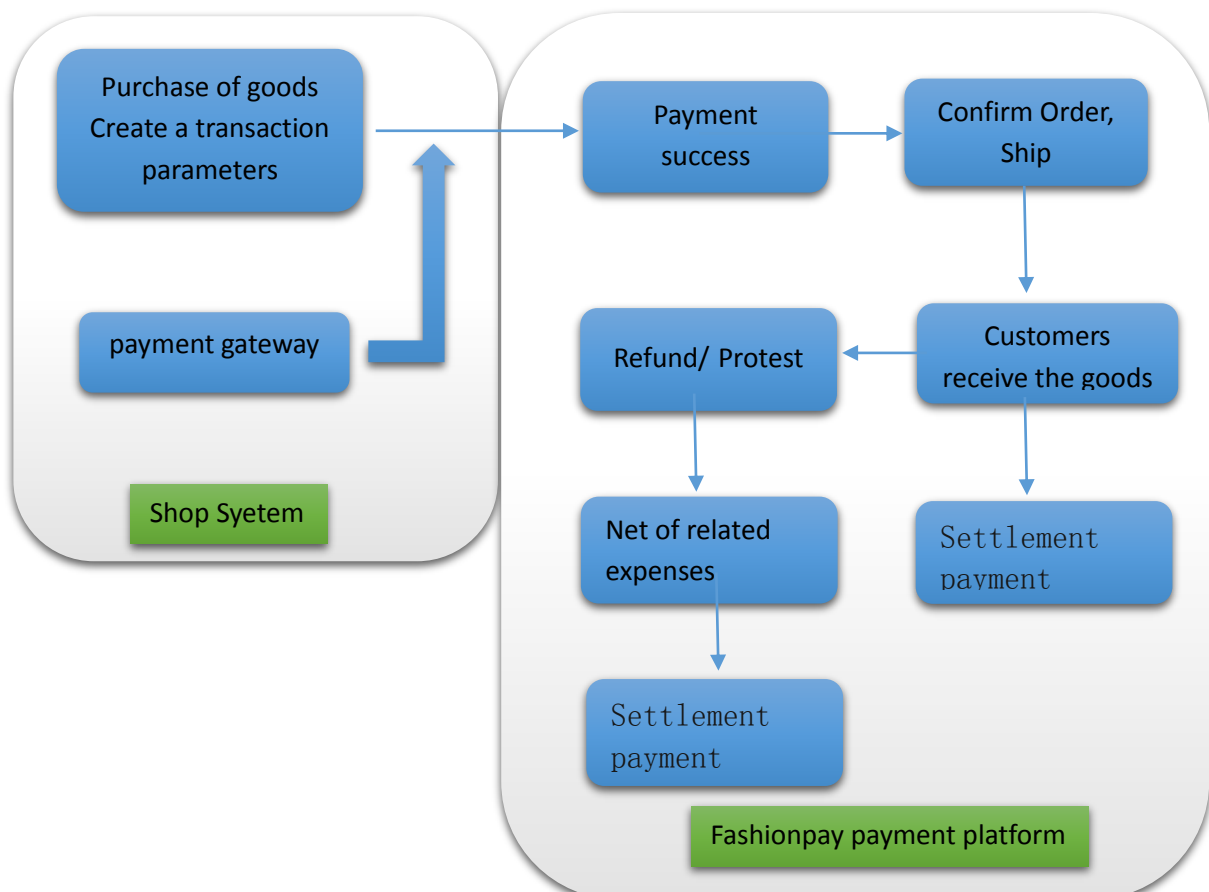 Purchase of goods
Create a transaction
parameters
payment gateway
Shop Syetem
Payment
success
Confirm Order,
Ship
Customers
receive the goods
Refund/ Protest
Net of related
expenses
Settlement
payment
Settlement
payment
Fashionpay payment platform